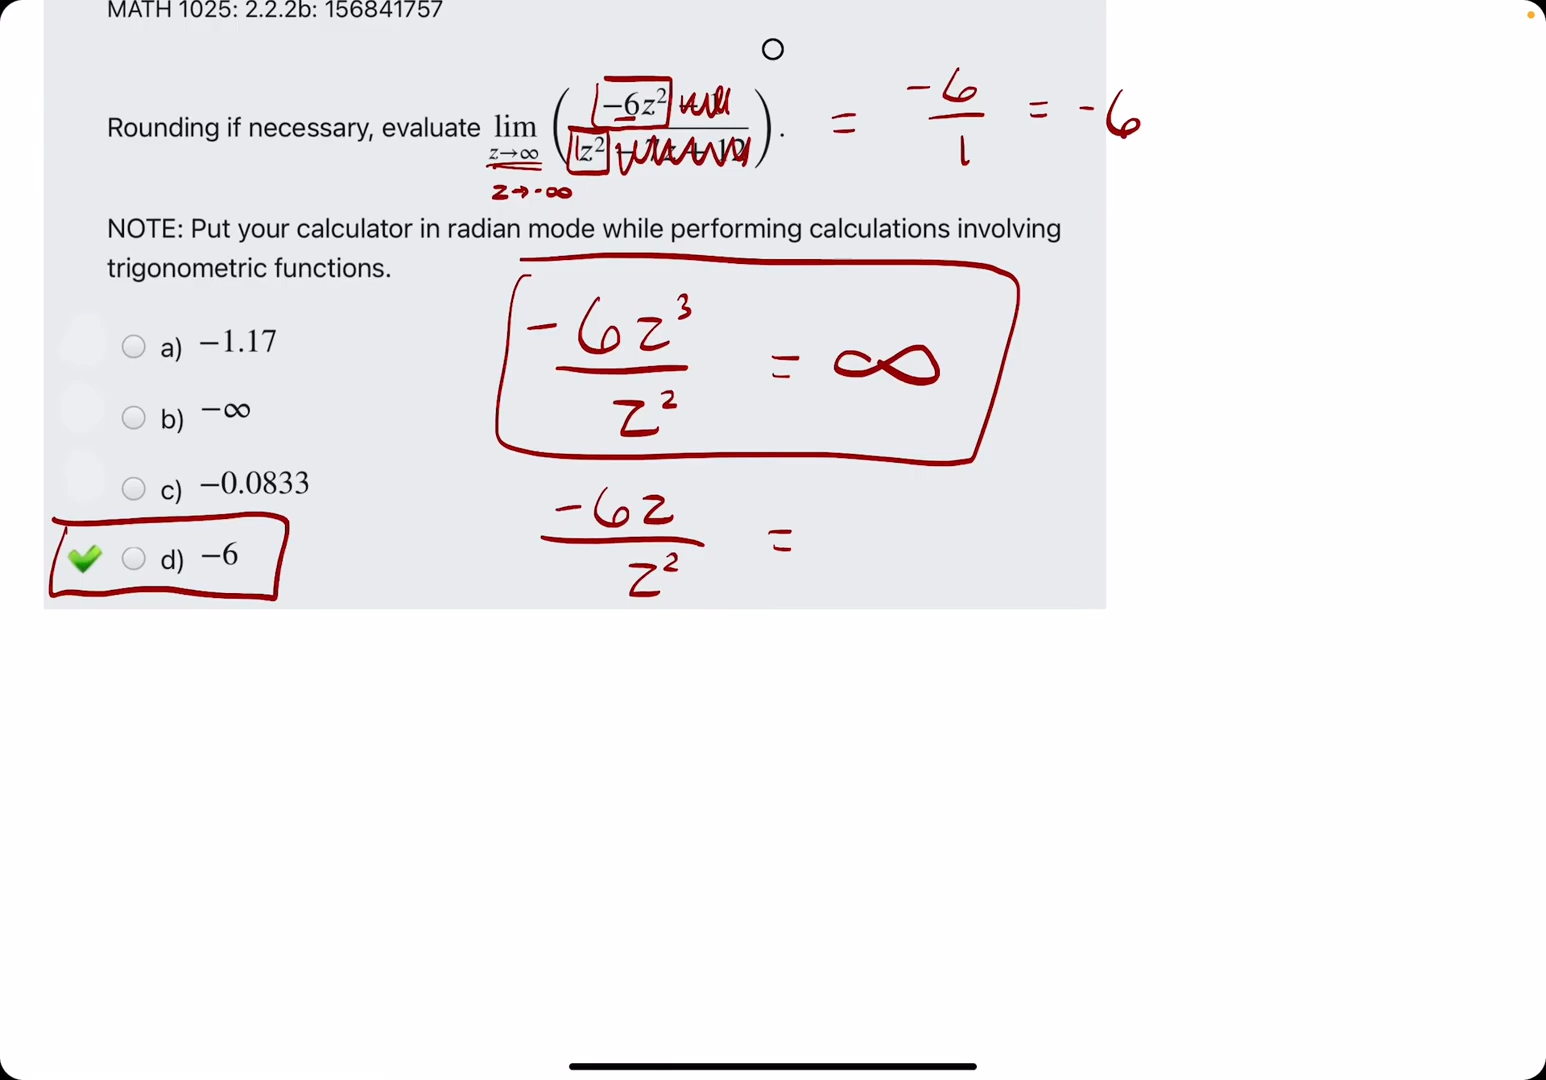 MATH 1025: 2.2.2b: 156841757
Rounding if necessary, evaluate lim z→∞ (−6z² / 1z²). = -6/1 = -6
z→-∞
NOTE: Put your calculator in radian mode while performing calculations involving
trigonometric functions.
-6z³/z² = ∞
a) −1.17
b) −∞
c) −0.0833
d) −6
-6z/z² =